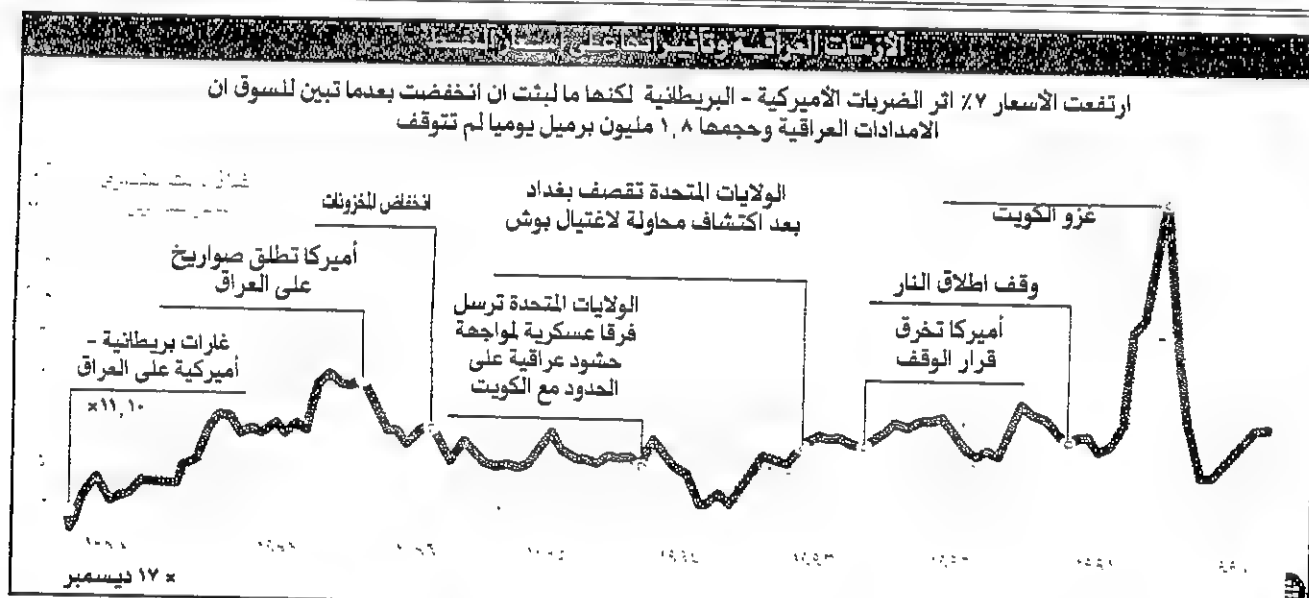 الأزمات العراقية وتأثيراتها على أسعار النفط
ارتفعت الأسعار ٧٪ اثر الضربات الأميركية - البريطانية لكنها ما لبثت ان انخفضت بعدما تبين للسوق ان
الامدادات العراقية وحجمها ١,٨ مليون برميل يوميا لم تتوقف
غزو الكويت
وقف اطلاق النار
أميركا تخرق
قرار الوقف
الولايات المتحدة تقصف بغداد
بعد اكتشاف محاولة لاغتيال بوش
الولايات المتحدة ترسل
فرقا عسكرية لمواجهة
حشود عراقية على
الحدود مع الكويت
انخفاض المخزونات
أميركا تطلق صواريخ
على العراق
غارات بريطانية -
أميركية على العراق
×١١,١٠
× ١٧ ديسمبر